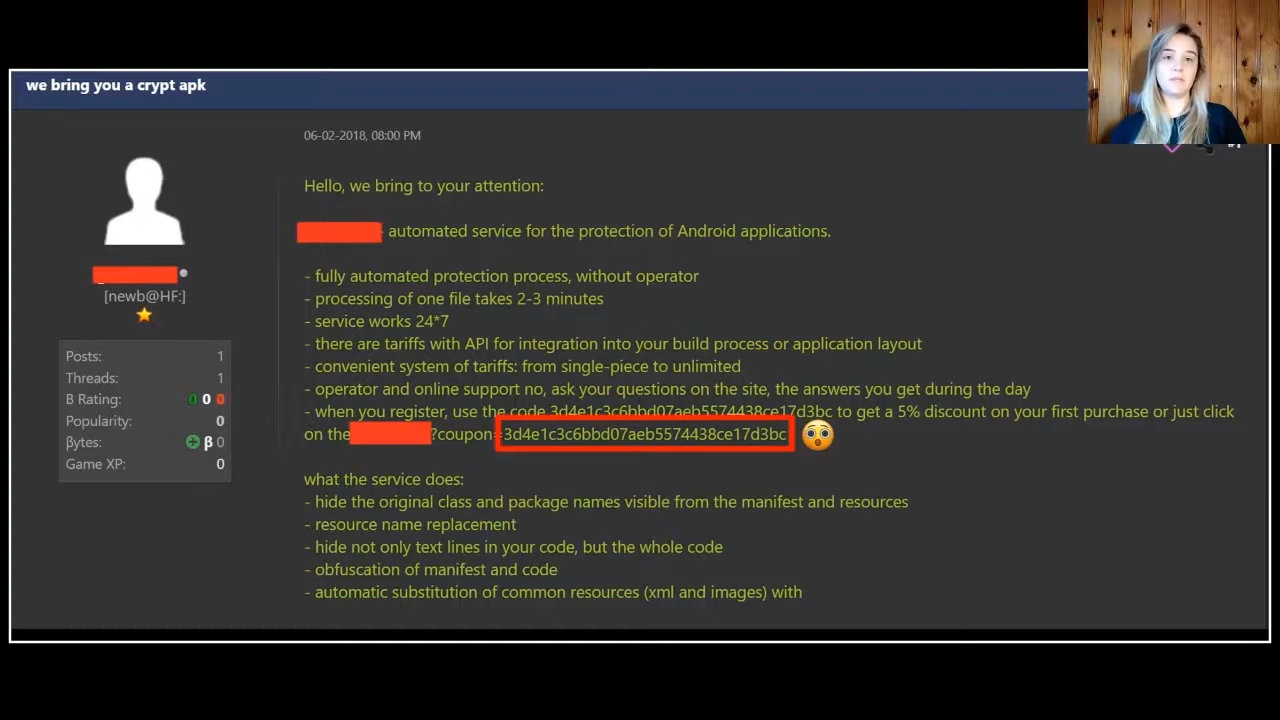 we bring you a crypt apk
06-02-2018, 08:00 PM
Hello, we bring to your attention:
automated service for the protection of Android applications.
[newb@HF:]
- fully automated protection process, without operator
- processing of one file takes 2-3 minutes
- service works 24*7
- there are tariffs with API for integration into your build process or application layout
- convenient system of tariffs: from single-piece to unlimited
- operator and online support no, ask your questions on the site, the answers you get during the day
- when you register, use the code 3d4e1c3c6bbd07aeb5574438ce17d3bc to get a 5% discount on your first purchase or just click
on the ?coupon=3d4e1c3c6bbd07aeb5574438ce17d3bc
Posts: 1
Threads: 1
B Rating: 0 0 0
Popularity: 0
βytes: β 0
Game XP: 0
what the service does:
- hide the original class and package names visible from the manifest and resources
- resource name replacement
- hide not only text lines in your code, but the whole code
- obfuscation of manifest and code
- automatic substitution of common resources (xml and images) with